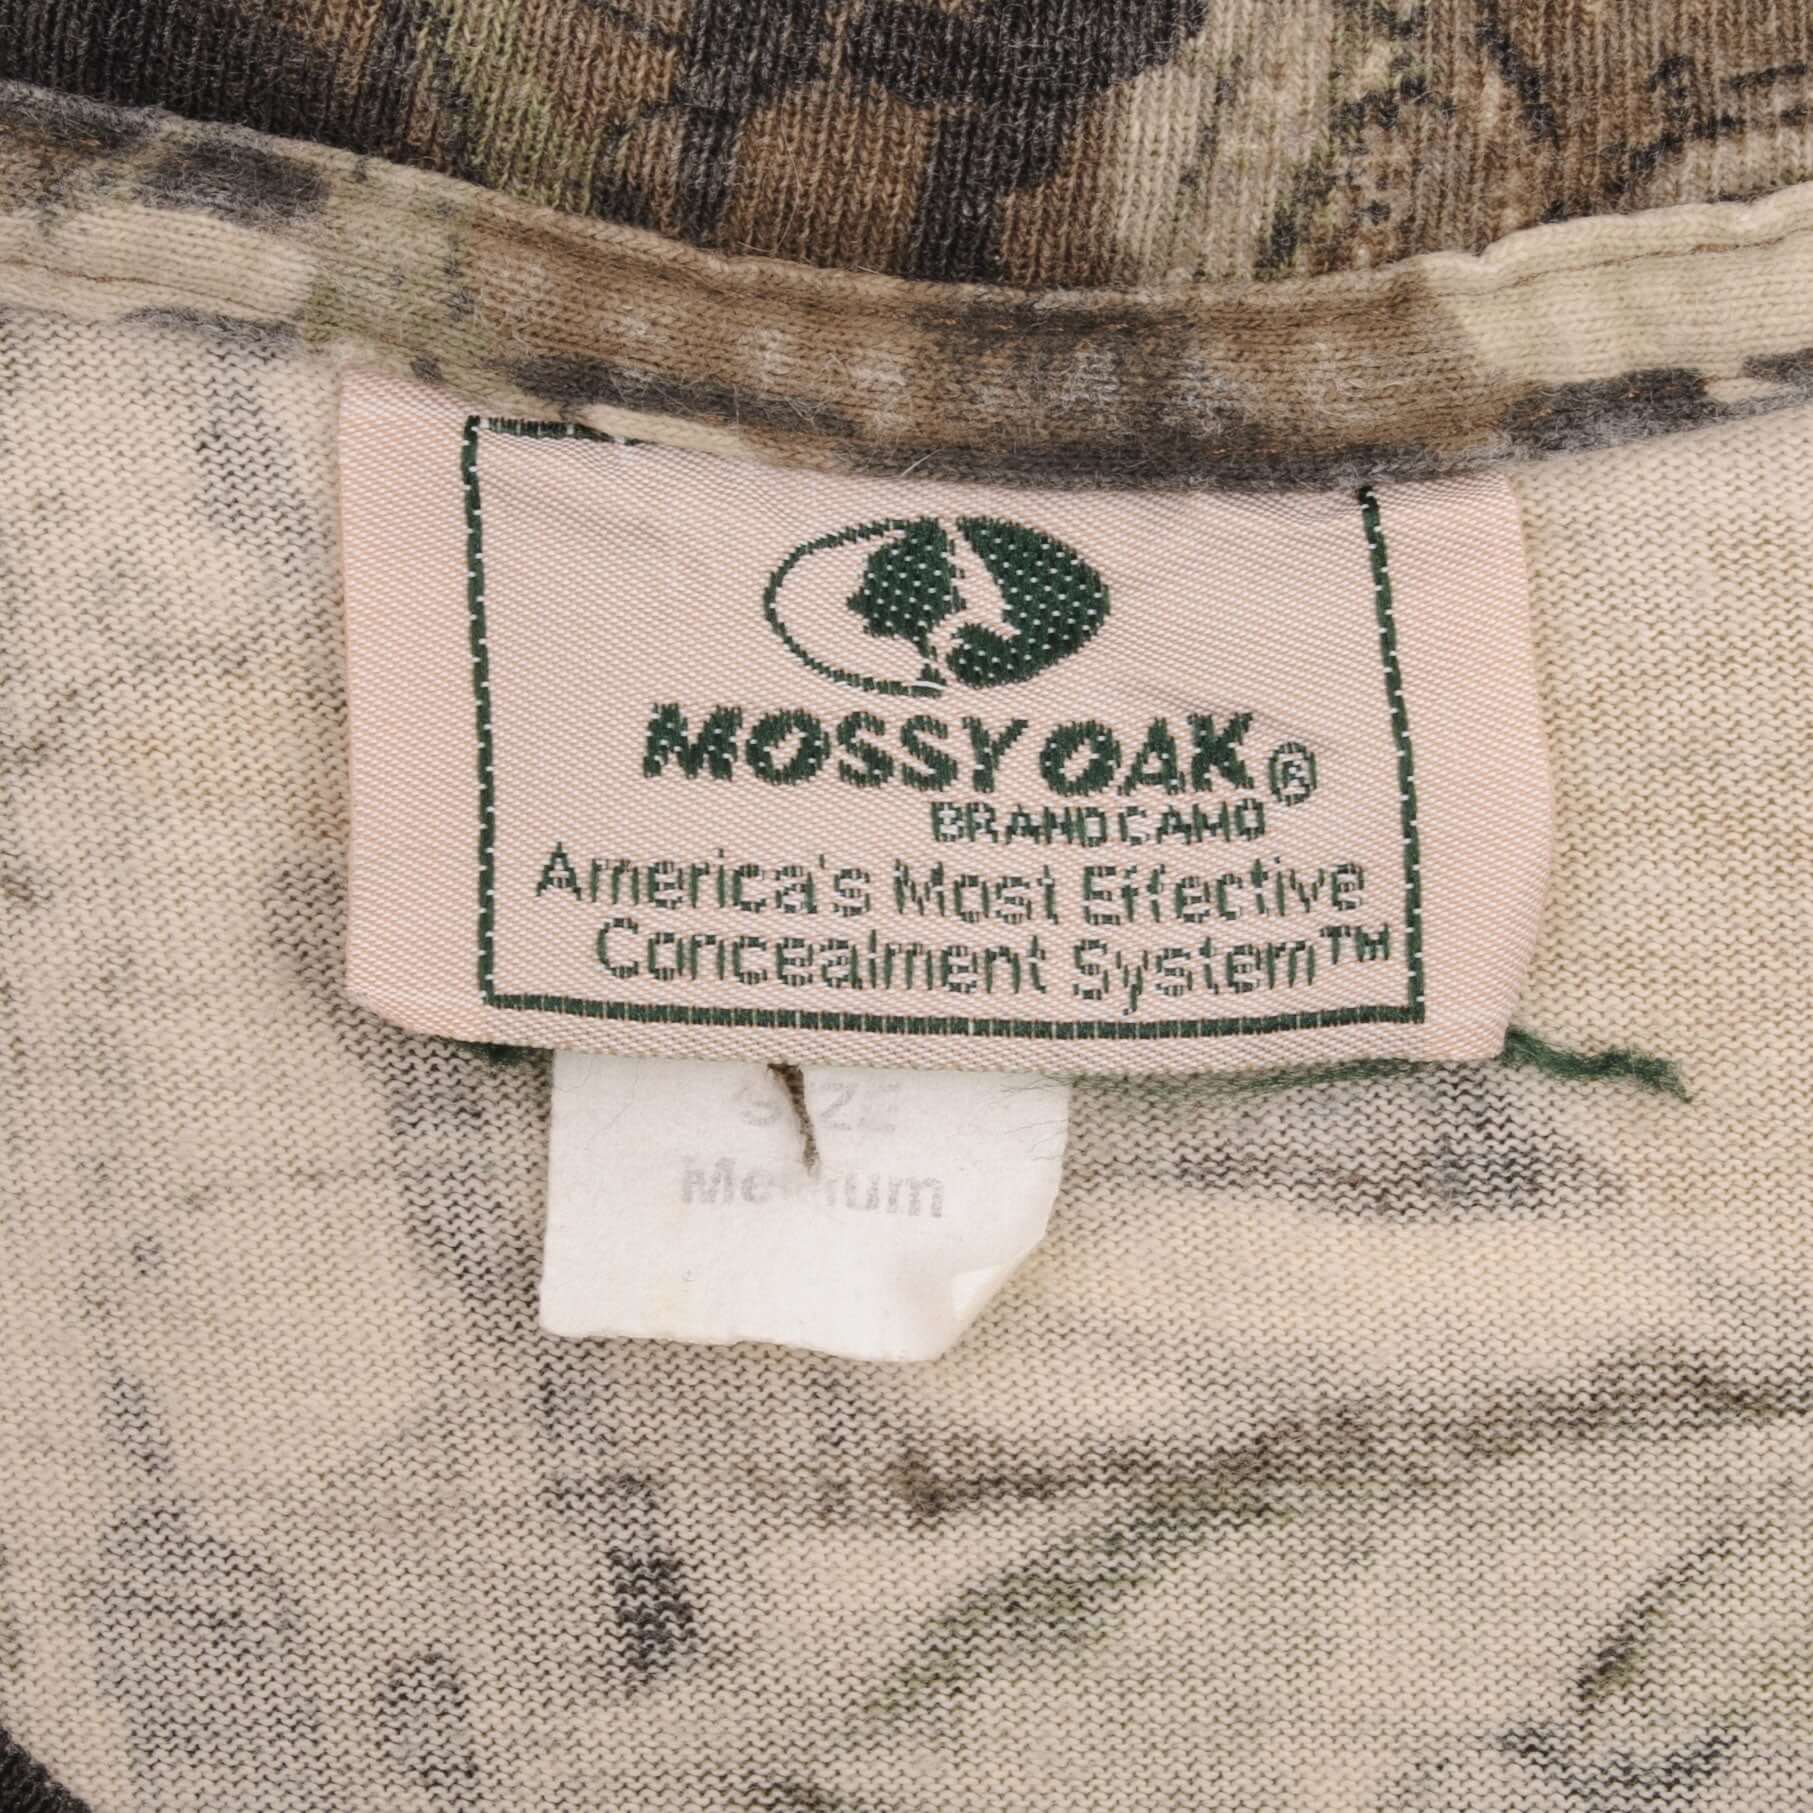 MOSSY OAK®
BRAND CAMO
America's Most Effective
Concealment System™
SIZE
Medium